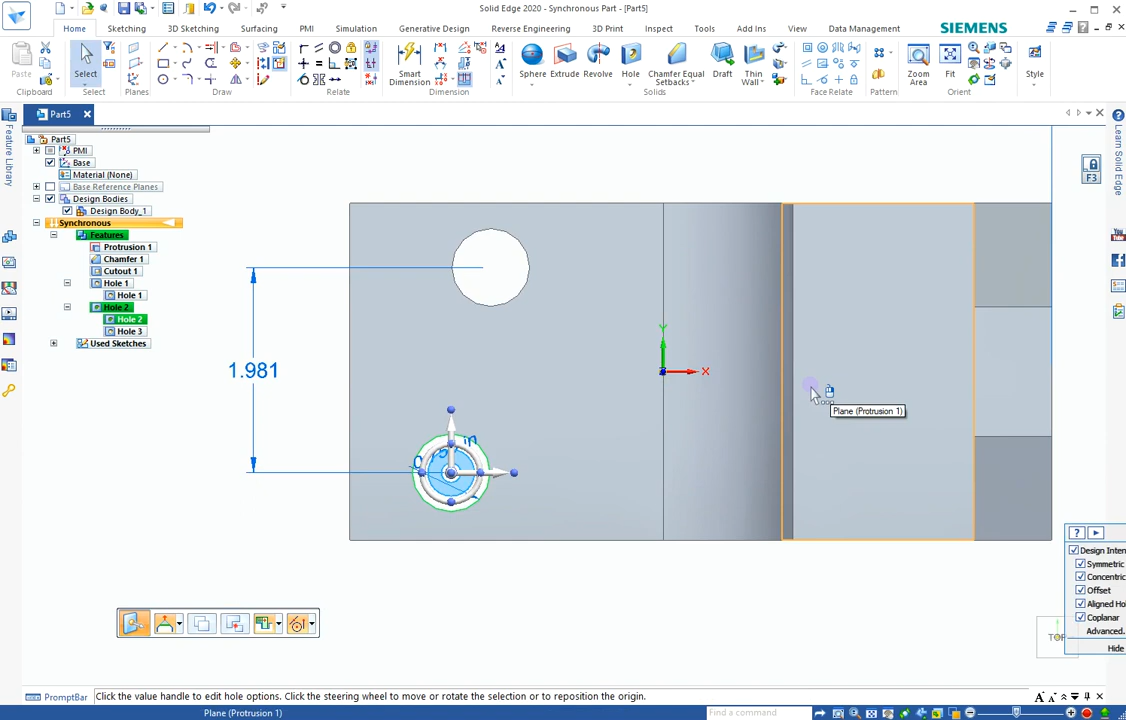 Solid Edge 2020 - Synchronous Part - [Part5]
Home Sketching 3D Sketching Surfacing PMI Simulation Generative Design Reverse Engineering 3D Print Inspect Tools Add Ins View Data Management SIEMENS
Paste Select Smart Dimension Sphere Extrude Revolve Hole Chamfer Equal Setbacks Draft Thin Wall Zoom Area Fit Style
Clipboard Select Planes Draw Relate Dimension Solids Face Relate Pattern Orient
Part5
Feature Library
Learn Solid Edge
F3
Part5
PMI
Base
Material (None)
Base Reference Planes
Design Bodies
Design Body_1
Synchronous
Features
Protrusion 1
Chamfer 1
Cutout 1
Hole 1
Hole 1
Hole 2
Hole 2
Hole 3
Used Sketches
Y
X
1.981
in
Plane (Protrusion 1)
You Tube
?
Design Inten
Symmetric
Concentric
Offset
Aligned Ho
Coplanar
Advanced.
Hide
TOP
PromptBar Click the value handle to edit hole options. Click the steering wheel to move or rotate the selection or to reposition the origin.
Plane (Protrusion 1) Find a command